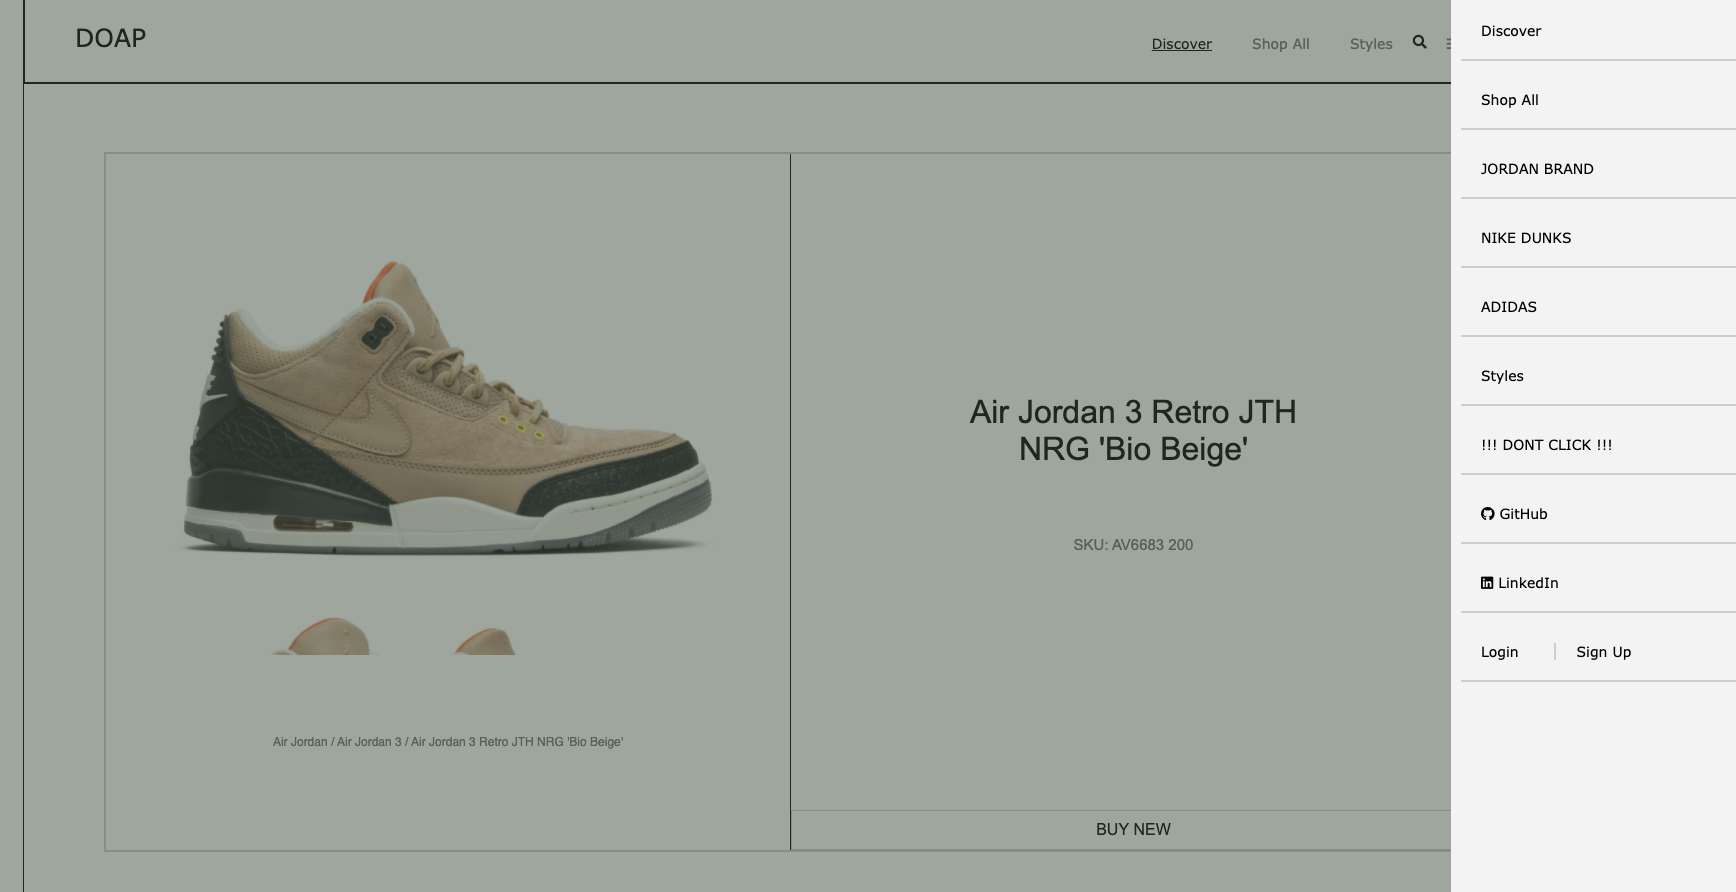 DOAP
Discover
Shop All
Styles
Air Jordan 3 Retro JTH
NRG 'Bio Beige'
SKU: AV6683 200
Air Jordan / Air Jordan 3 / Air Jordan 3 Retro JTH NRG 'Bio Beige'
BUY NEW
Discover
Shop All
JORDAN BRAND
NIKE DUNKS
ADIDAS
Styles
!!! DONT CLICK !!!
GitHub
LinkedIn
Login | Sign Up